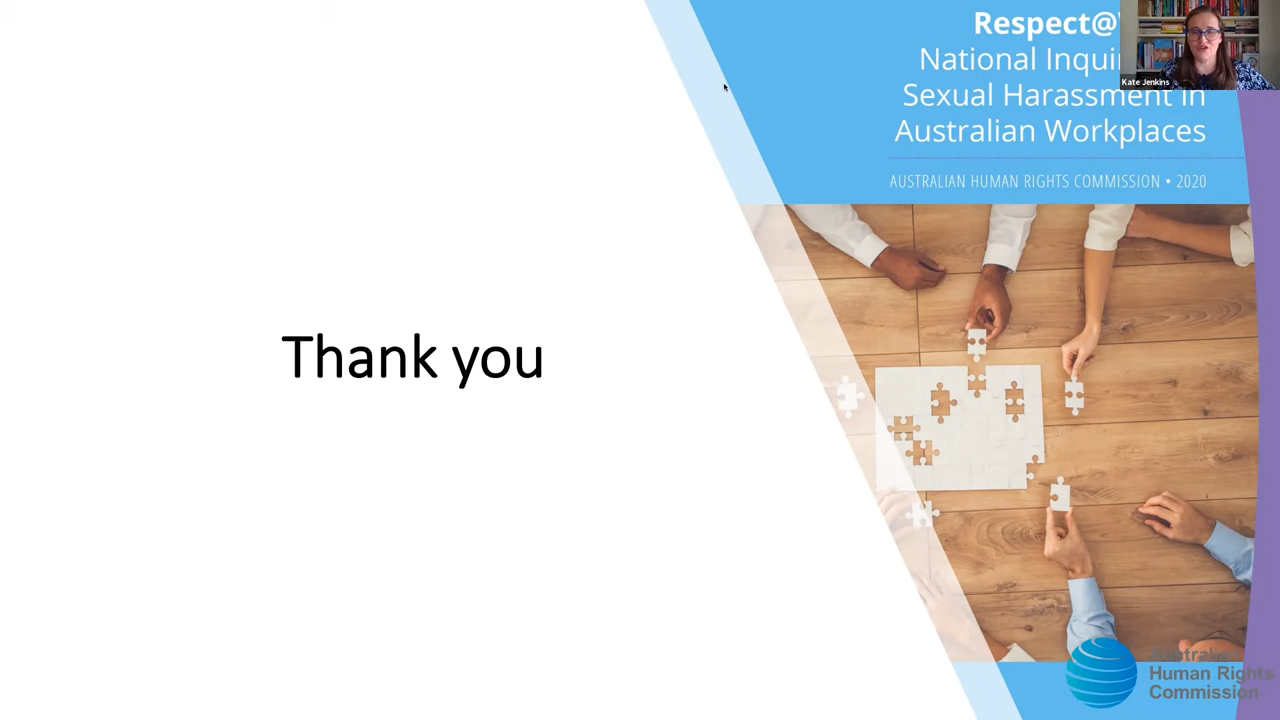 Respect@
National Inqui
Sexual Harassment in
Australian Workplaces
AUSTRALIAN HUMAN RIGHTS COMMISSION • 2020
Kate Jenkins
Thank you
Australian
Human Rights
Commission